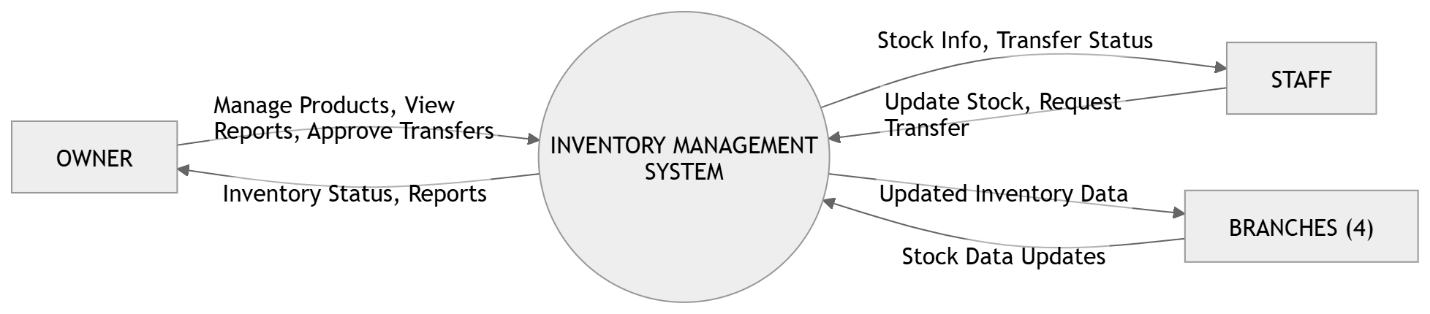 OWNER
Manage Products, View
Reports, Approve Transfers
Inventory Status, Reports
INVENTORY MANAGEMENT
SYSTEM
Stock Info, Transfer Status
Update Stock, Request
Transfer
STAFF
Updated Inventory Data
Stock Data Updates
BRANCHES (4)